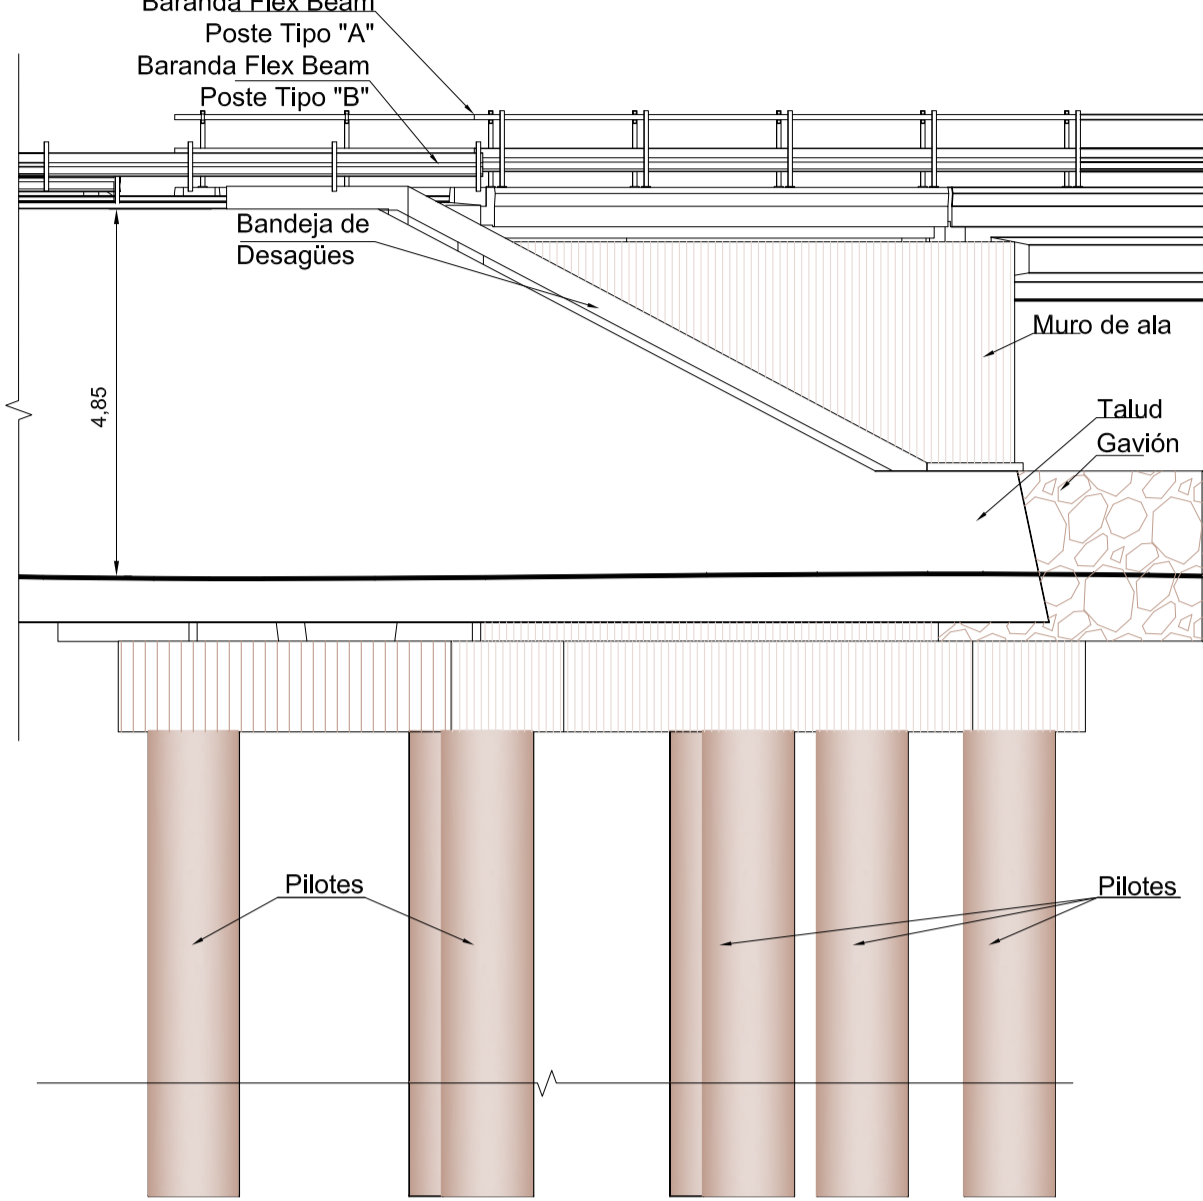 Baranda Flex Beam
Poste Tipo "A"
Baranda Flex Beam
Poste Tipo "B"
Bandeja de
Desagües
Muro de ala
4,85
Talud
Gavión
Pilotes
Pilotes